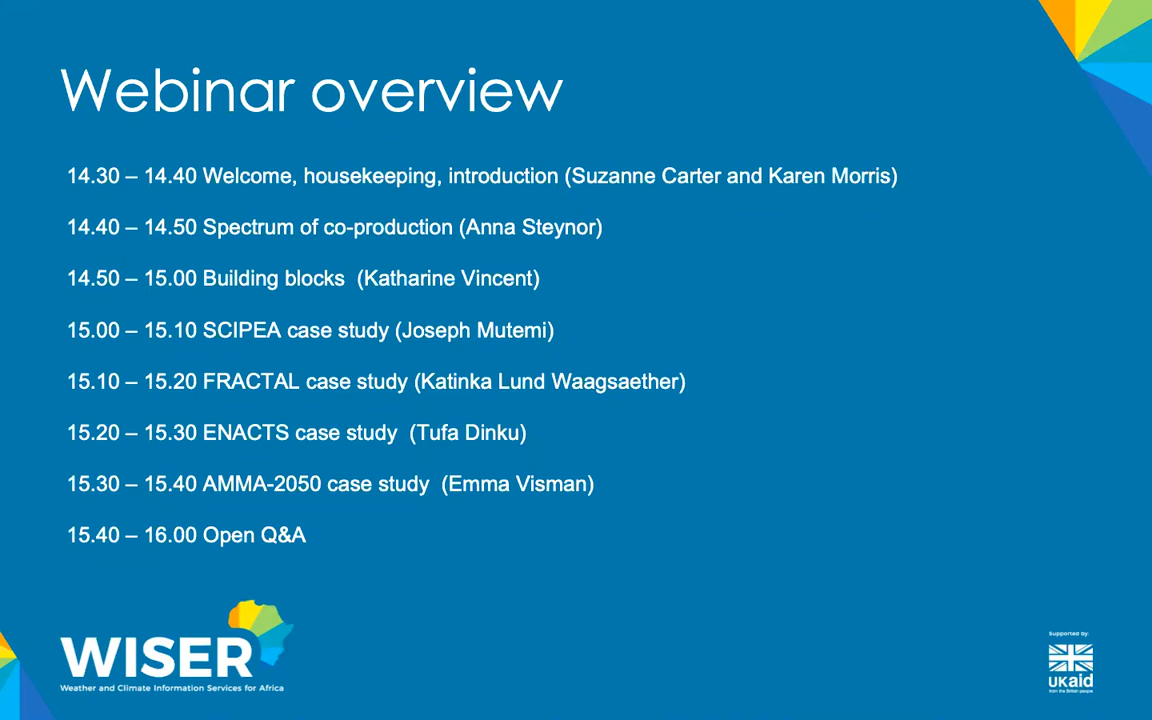 Webinar overview
14.30 – 14.40 Welcome, housekeeping, introduction (Suzanne Carter and Karen Morris)
14.40 – 14.50 Spectrum of co-production (Anna Steynor)
14.50 – 15.00 Building blocks  (Katharine Vincent)
15.00 – 15.10 SCIPEA case study (Joseph Mutemi)
15.10 – 15.20 FRACTAL case study (Katinka Lund Waagsaether)
15.20 – 15.30 ENACTS case study  (Tufa Dinku)
15.30 – 15.40 AMMA-2050 case study  (Emma Visman)
15.40 – 16.00 Open Q&A
WISER
Weather and Climate Information Services for Africa
Supported by:
UKaid
from the British people